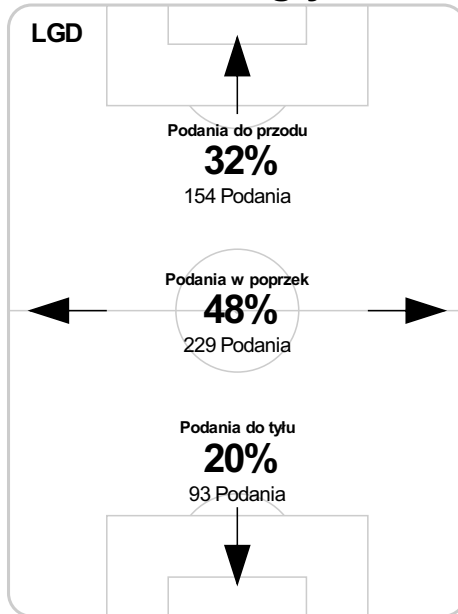 LGD
Podania do przodu
32%
154 Podania
Podania w poprzek
48%
229 Podania
Podania do tyłu
20%
93 Podania